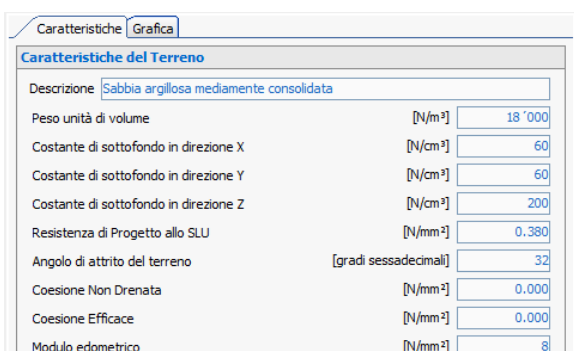 Caratteristiche Grafica
Caratteristiche del Terreno
Descrizione Sabbia argillosa mediamente consolidata
Peso unità di volume [N/m³] 18´000
Costante di sottofondo in direzione X [N/cm³] 60
Costante di sottofondo in direzione Y [N/cm³] 60
Costante di sottofondo in direzione Z [N/cm³] 200
Resistenza di Progetto allo SLU [N/mm²] 0.380
Angolo di attrito del terreno [gradi sessadecimali] 32
Coesione Non Drenata [N/mm²] 0.000
Coesione Efficace [N/mm²] 0.000
Modulo edometrico [N/mm²] 8